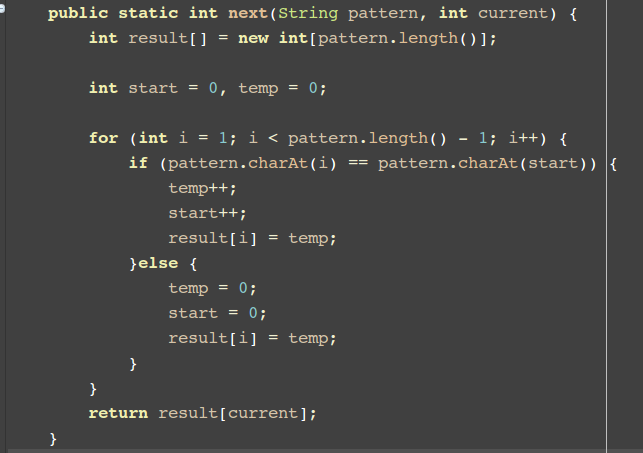 public static int next(String pattern, int current) {
int result[] = new int[pattern.length()];
int start = 0, temp = 0;
for (int i = 1; i < pattern.length() - 1; i++) {
if (pattern.charAt(i) == pattern.charAt(start)) {
temp++;
start++;
result[i] = temp;
}else {
temp = 0;
start = 0;
result[i] = temp;
}
}
return result[current];
}